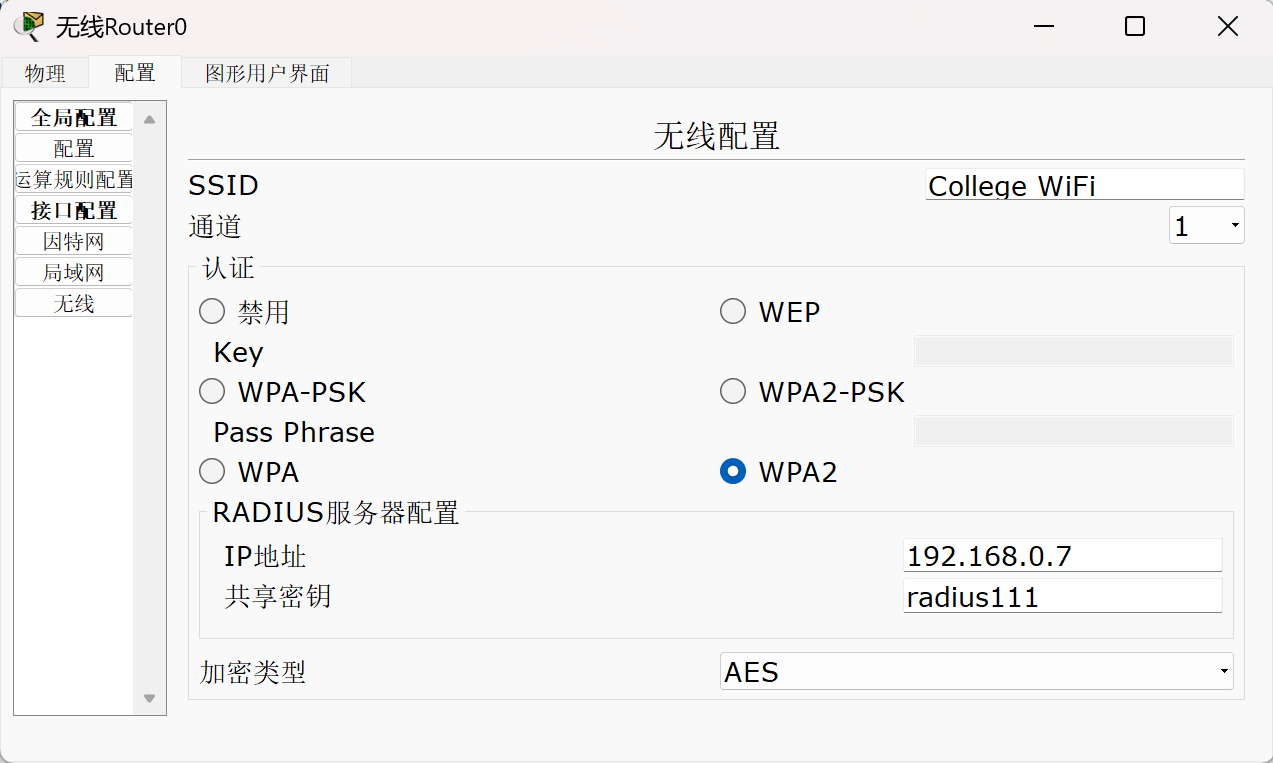 无线Router0
物理 配置 图形用户界面
全局配置
配置
运算规则配置
接口配置
因特网
局域网
无线
无线配置
SSID College WiFi
通道 1
认证
禁用 WEP
Key
WPA-PSK WPA2-PSK
Pass Phrase
WPA WPA2
RADIUS服务器配置
IP地址 192.168.0.7
共享密钥 radius111
加密类型 AES